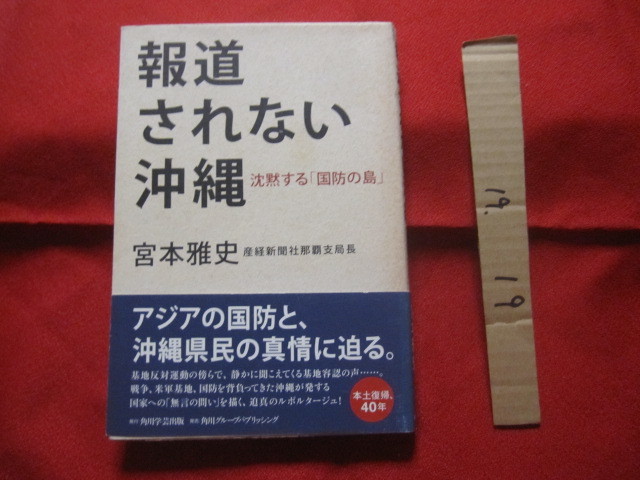 報道
されない
沖縄
沈黙する「国防の島」
宮本雅史 産経新聞社那覇支局長
アジアの国防と、
沖縄県民の真情に迫る。
基地反対運動の傍らで、静かに聞こえてくる基地容認の声……。
戦争、米軍基地、国防を背負ってきた沖縄が発する
国家への「無言の問い」を描く、迫真のルポルタージュ!
本土復帰、
40年
発行 角川学芸出版 発売 角川グループパブリッシング
19.
19